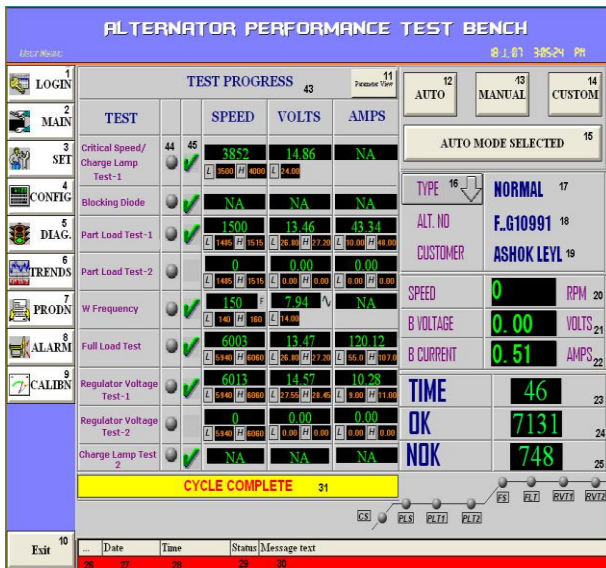 ALTERNATOR PERFORMANCE TEST BENCH
User Name:
18.1.07 3:05:24 PM
LOGIN 1
MAIN 2
SET 3
CONFIG 4
DIAG. 5
TRENDS 6
PRODN 7
ALARM 8
CALIBN 9
Exit 10
TEST PROGRESS 43
Parameter View 11
TEST 44 45 SPEED VOLTS AMPS
Critical Speed/
Charge Lamp
Test-1
3852 14.86 NA
L 3500 H 4000 L 24.00
Blocking Diode NA NA NA
Part Load Test-1 1500 13.46 43.34
L 1485 H 1515 L 26.80 H 27.20 L 10.00 H 48.00
Part Load Test-2 0 0.00 0.00
L 1485 H 1515 L 0.00 H 0.00 L 0.00 H 0.00
W Frequency 150 F 7.94 NA
L 140 H 160 L 14.00
Full Load Test 6003 13.47 120.12
L 5940 H 6060 L 26.80 H 27.20 L 55.0 H 107.0
Regulator Voltage
Test-1
6013 14.57 10.28
L 5940 H 6060 L 27.55 H 28.45 L 9.00 H 11.00
Regulator Voltage
Test-2
0 0.00 0.00
L 5940 H 6060 L 0.00 H 0.00 L 0.00 H 0.00
Charge Lamp Test
2
NA NA NA
CYCLE COMPLETE 31
AUTO 12
MANUAL 13
CUSTOM 14
AUTO MODE SELECTED 15
TYPE 16 NORMAL 17
ALT. NO F..G10991 18
CUSTOMER ASHOK LEYL 19
SPEED 0 RPM 20
B VOLTAGE 0.00 VOLTS 21
B CURRENT 0.51 AMPS 22
TIME 46 23
OK 7131 24
NOK 748 25
FS FLT RVT1 RVT2
CS PLS PLT1 PLT2
... Date Time Status Message text
26 27 28 29 30